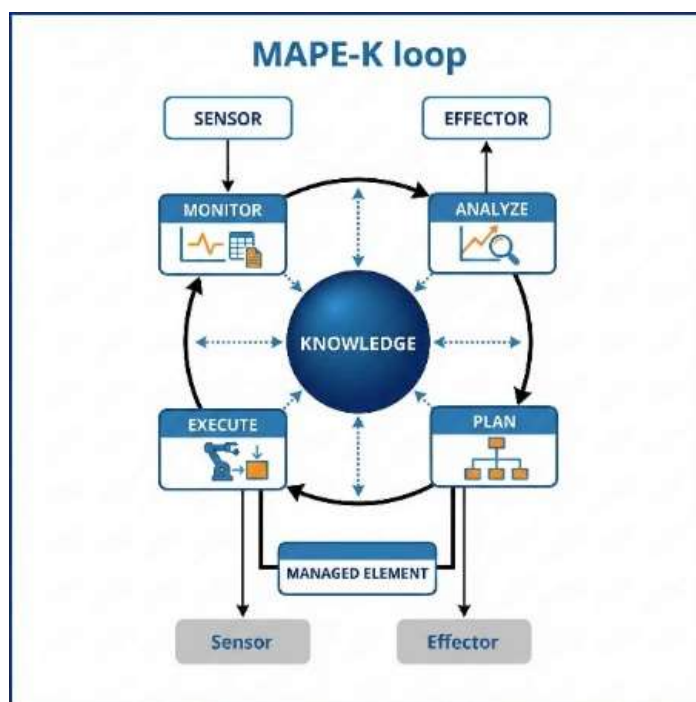 MAPE-K loop
SENSOR
EFFECTOR
MONITOR
ANALYZE
KNOWLEDGE
EXECUTE
PLAN
MANAGED ELEMENT
Sensor
Effector